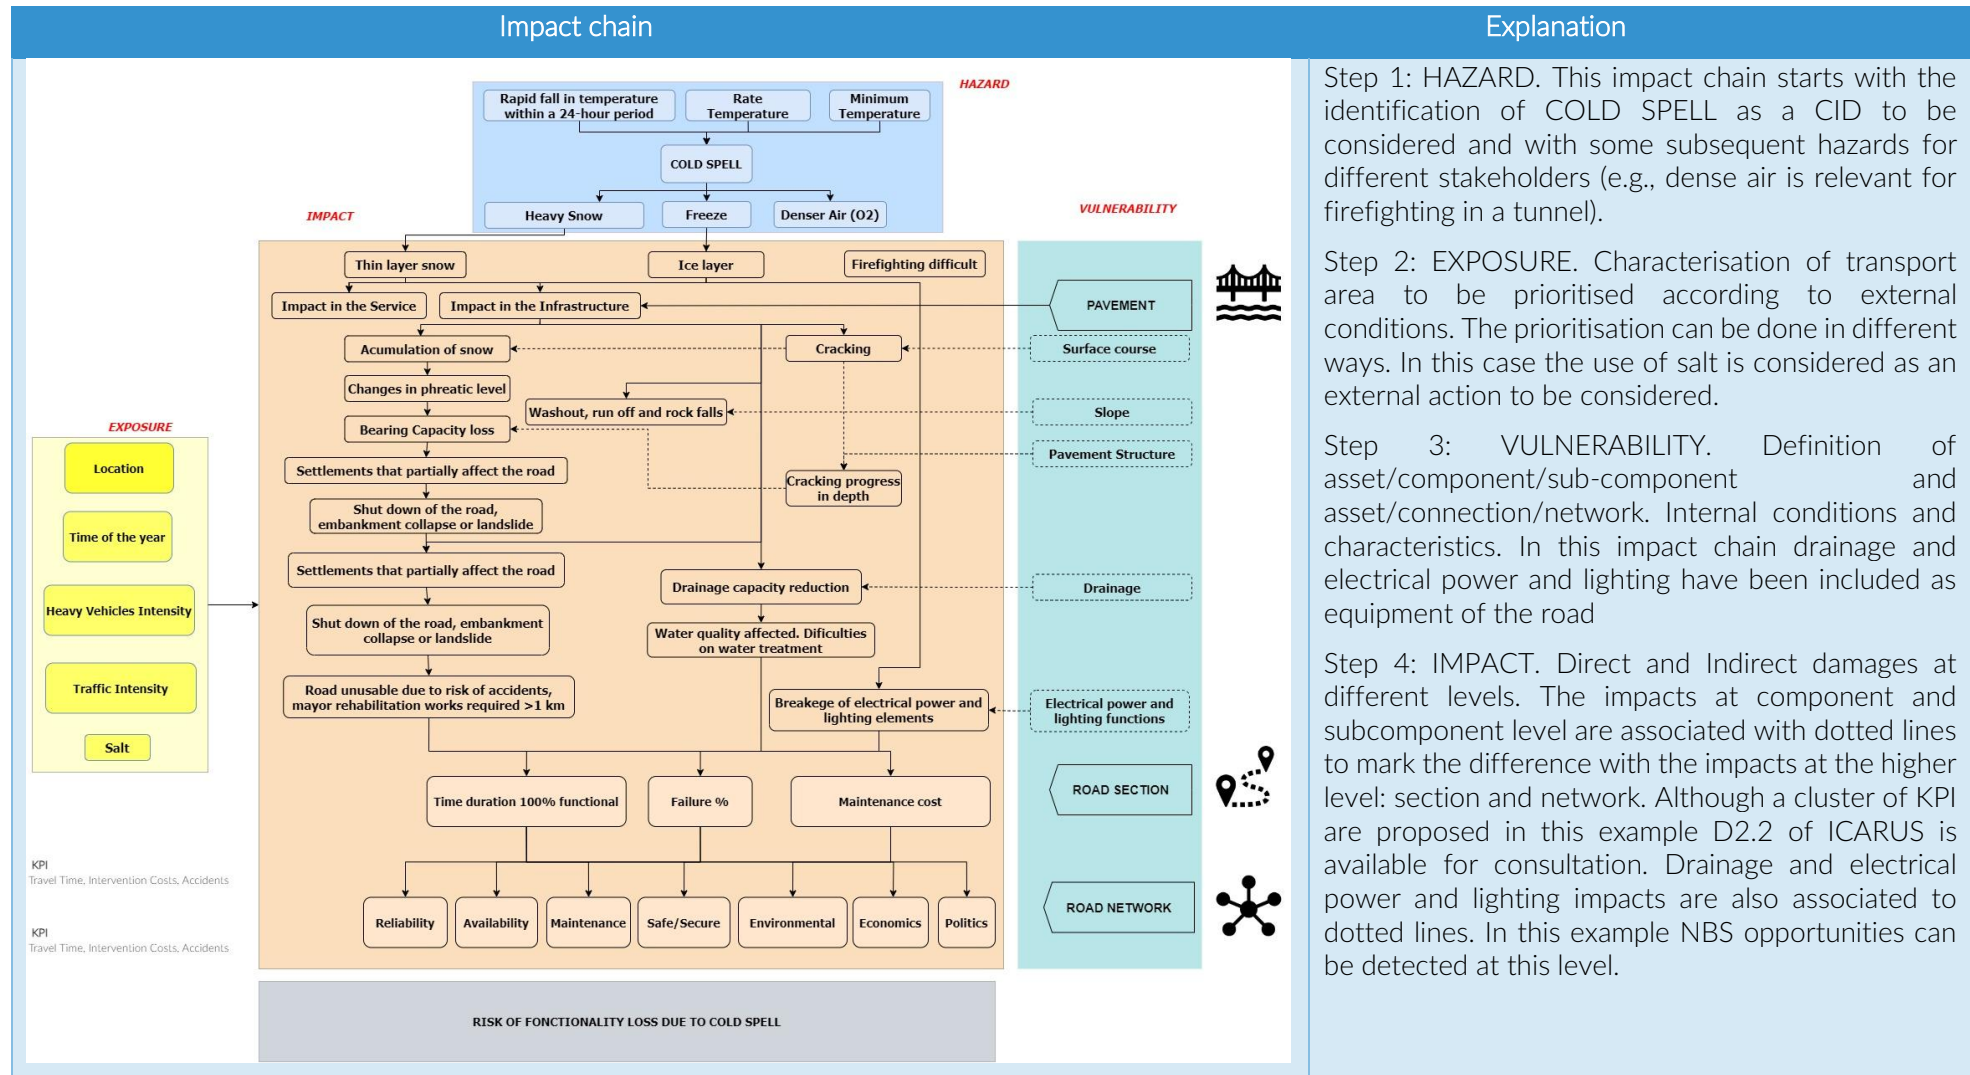 Impact chain
Explanation
HAZARD
Rapid fall in temperature
within a 24-hour period
Rate
Temperature
Minimum
Temperature
COLD SPELL
Heavy Snow
Freeze
Denser Air (O2)
IMPACT
VULNERABILITY
Thin layer snow
Ice layer
Firefighting difficult
Impact in the Service
Impact in the Infrastructure
PAVEMENT
Acumulation of snow
Cracking
Surface course
Changes in phreatic level
Washout, run off and rock falls
Slope
Bearing Capacity loss
Pavement Structure
Settlements that partially affect the road
Cracking progress
in depth
Shut down of the road,
embankment collapse or landslide
Settlements that partially affect the road
Drainage capacity reduction
Drainage
Shut down of the road, embankment
collapse or landslide
Water quality affected. Dificulties
on water treatment
Road unusable due to risk of accidents,
mayor rehabilitation works required >1 km
Breakege of electrical power and
lighting elements
Electrical power and
lighting functions
Time duration 100% functional
Failure %
Maintenance cost
ROAD SECTION
Reliability
Availability
Maintenance
Safe/Secure
Environmental
Economics
Politics
ROAD NETWORK
EXPOSURE
Location
Time of the year
Heavy Vehicles Intensity
Traffic Intensity
Salt
KPI
Travel Time, Intervention Costs, Accidents
KPI
Travel Time, Intervention Costs, Accidents
RISK OF FONCTIONALITY LOSS DUE TO COLD SPELL
Step 1: HAZARD. This impact chain starts with the
identification of COLD SPELL as a CID to be
considered and with some subsequent hazards for
different stakeholders (e.g., dense air is relevant for
firefighting in a tunnel).
Step 2: EXPOSURE. Characterisation of transport
area to be prioritised according to external
conditions. The prioritisation can be done in different
ways. In this case the use of salt is considered as an
external action to be considered.
Step 3: VULNERABILITY. Definition of
asset/component/sub-component and
asset/connection/network. Internal conditions and
characteristics. In this impact chain drainage and
electrical power and lighting have been included as
equipment of the road
Step 4: IMPACT. Direct and Indirect damages at
different levels. The impacts at component and
subcomponent level are associated with dotted lines
to mark the difference with the impacts at the higher
level: section and network. Although a cluster of KPI
are proposed in this example D2.2 of ICARUS is
available for consultation. Drainage and electrical
power and lighting impacts are also associated to
dotted lines. In this example NBS opportunities can
be detected at this level.